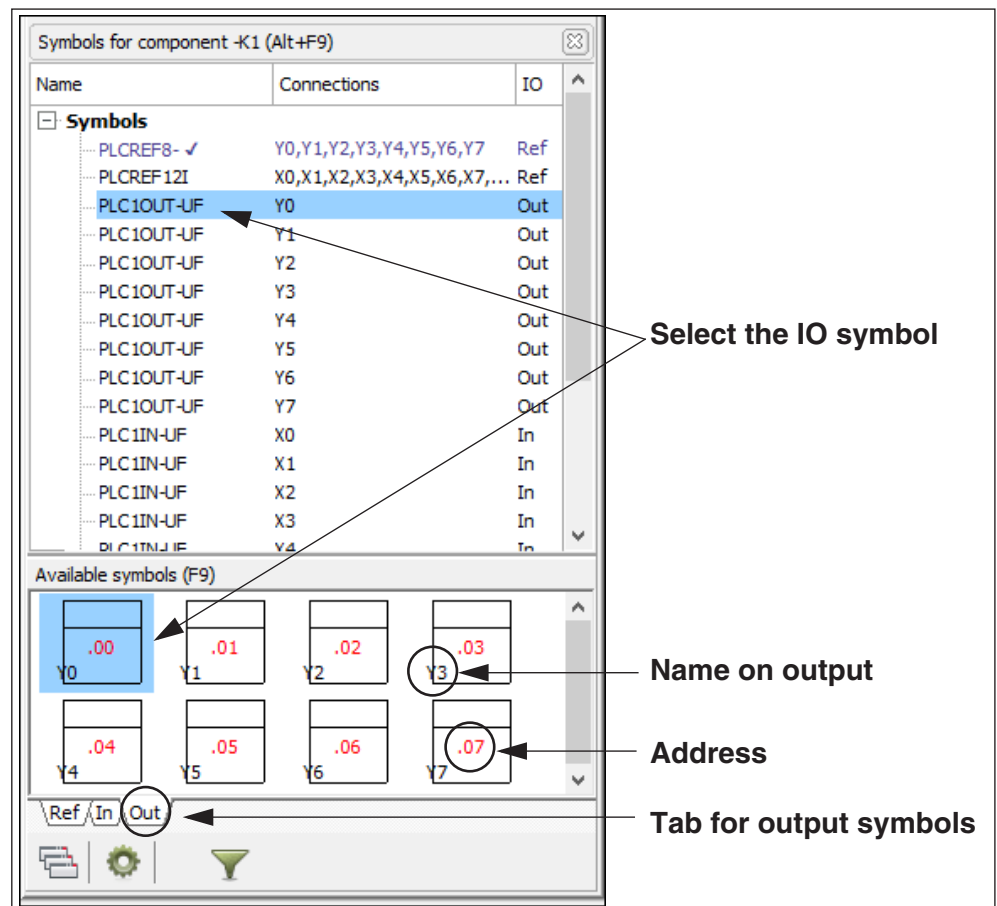 Symbols for component -K1 (Alt+F9)
Name Connections IO
Symbols
PLCREF8- ✓ Y0,Y1,Y2,Y3,Y4,Y5,Y6,Y7 Ref
PLCREF12I X0,X1,X2,X3,X4,X5,X6,X7,... Ref
PLC1OUT-UF Y0 Out
PLC1OUT-UF Y1 Out
PLC1OUT-UF Y2 Out
PLC1OUT-UF Y3 Out
PLC1OUT-UF Y4 Out
PLC1OUT-UF Y5 Out
PLC1OUT-UF Y6 Out
PLC1OUT-UF Y7 Out
PLC1IN-UF X0 In
PLC1IN-UF X1 In
PLC1IN-UF X2 In
PLC1IN-UF X3 In
PLC1IN-UF X4 In
Select the IO symbol
Available symbols (F9)
.00 .01 .02 .03
Y0 Y1 Y2 Y3
Name on output
.04 .05 .06 .07
Y4 Y5 Y6 Y7
Address
Ref In Out
Tab for output symbols